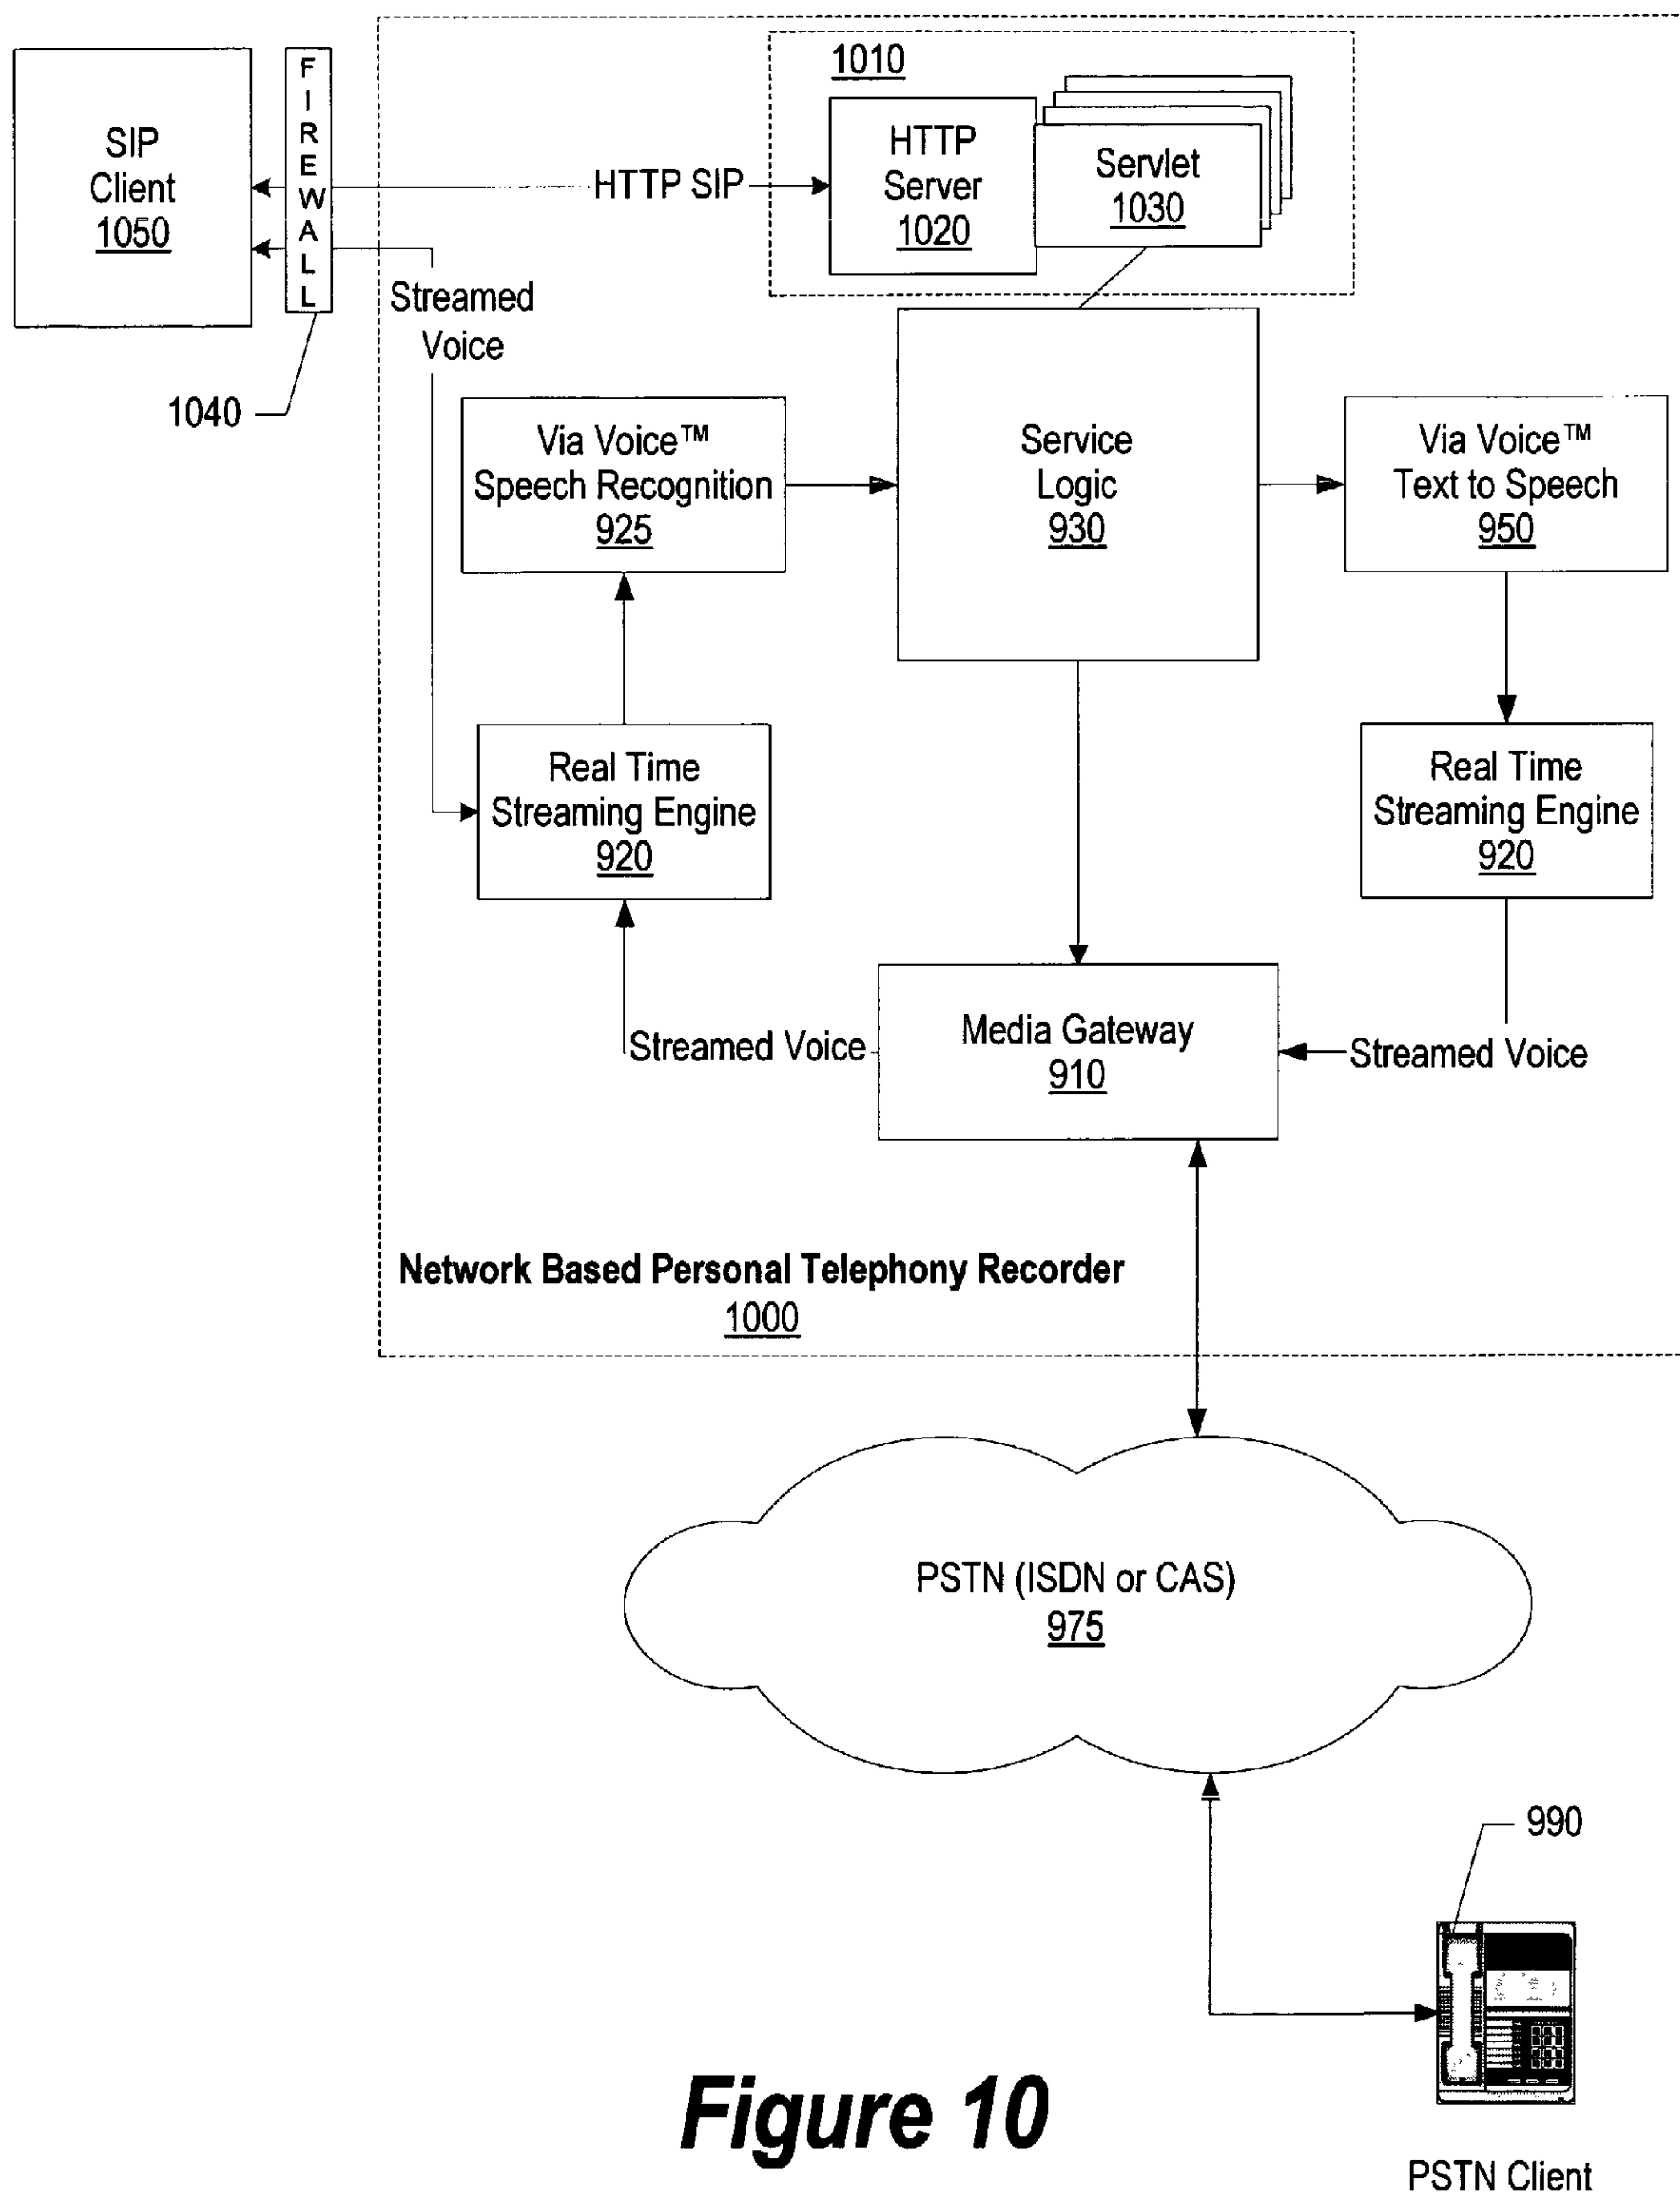 1010
SIP
Client
1050
FIREWALL
1040
HTTP SIP
HTTP
Server
1020
Servlet
1030
Streamed
Voice
Via Voice™
Speech Recognition
925
Service
Logic
930
Via Voice™
Text to Speech
950
Real Time
Streaming Engine
920
Real Time
Streaming Engine
920
Streamed Voice
Media Gateway
910
Streamed Voice
Network Based Personal Telephony Recorder
1000
PSTN (ISDN or CAS)
975
990
Figure 10
PSTN Client